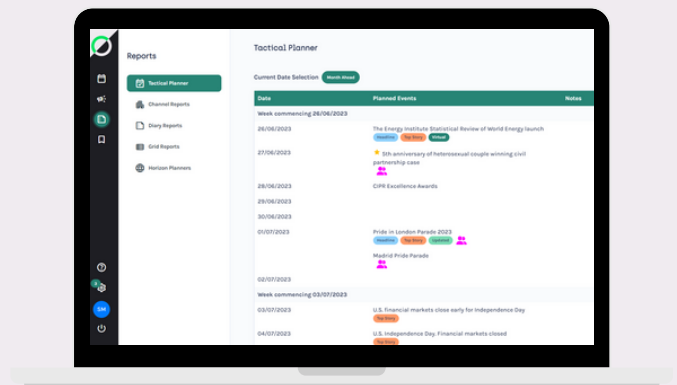 Reports
Tactical Planner
Channel Reports
Diary Reports
Grid Reports
Horizon Planners
SM
Tactical Planner
Current Date Selection Month Ahead
Date Planned Events Notes
Week commencing 26/06/2023
26/06/2023 The Energy Institute Statistical Review of World Energy launch
Headline Top Story Virtual
27/06/2023 5th anniversary of heterosexual couple winning civil
partnership case
28/06/2023 CIPR Excellence Awards
29/06/2023
30/06/2023
01/07/2023 Pride in London Parade 2023
Headline Top Story Updated
Madrid Pride Parade
02/07/2023
Week commencing 03/07/2023
03/07/2023 U.S. financial markets close early for Independence Day
Top Story
04/07/2023 U.S. Independence Day. Financial markets closed
Top Story